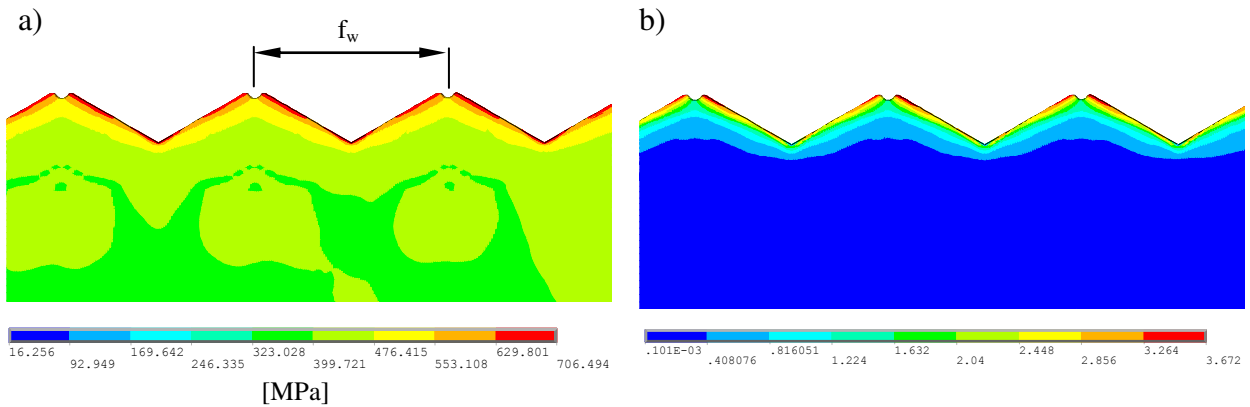 a)
f_w
16.256 169.642 323.028 476.415 629.801
92.949 246.335 399.721 553.108 706.494
[MPa]
b)
.101E-03 .816051 1.632 2.448 3.264
.408076 1.224 2.04 2.856 3.672